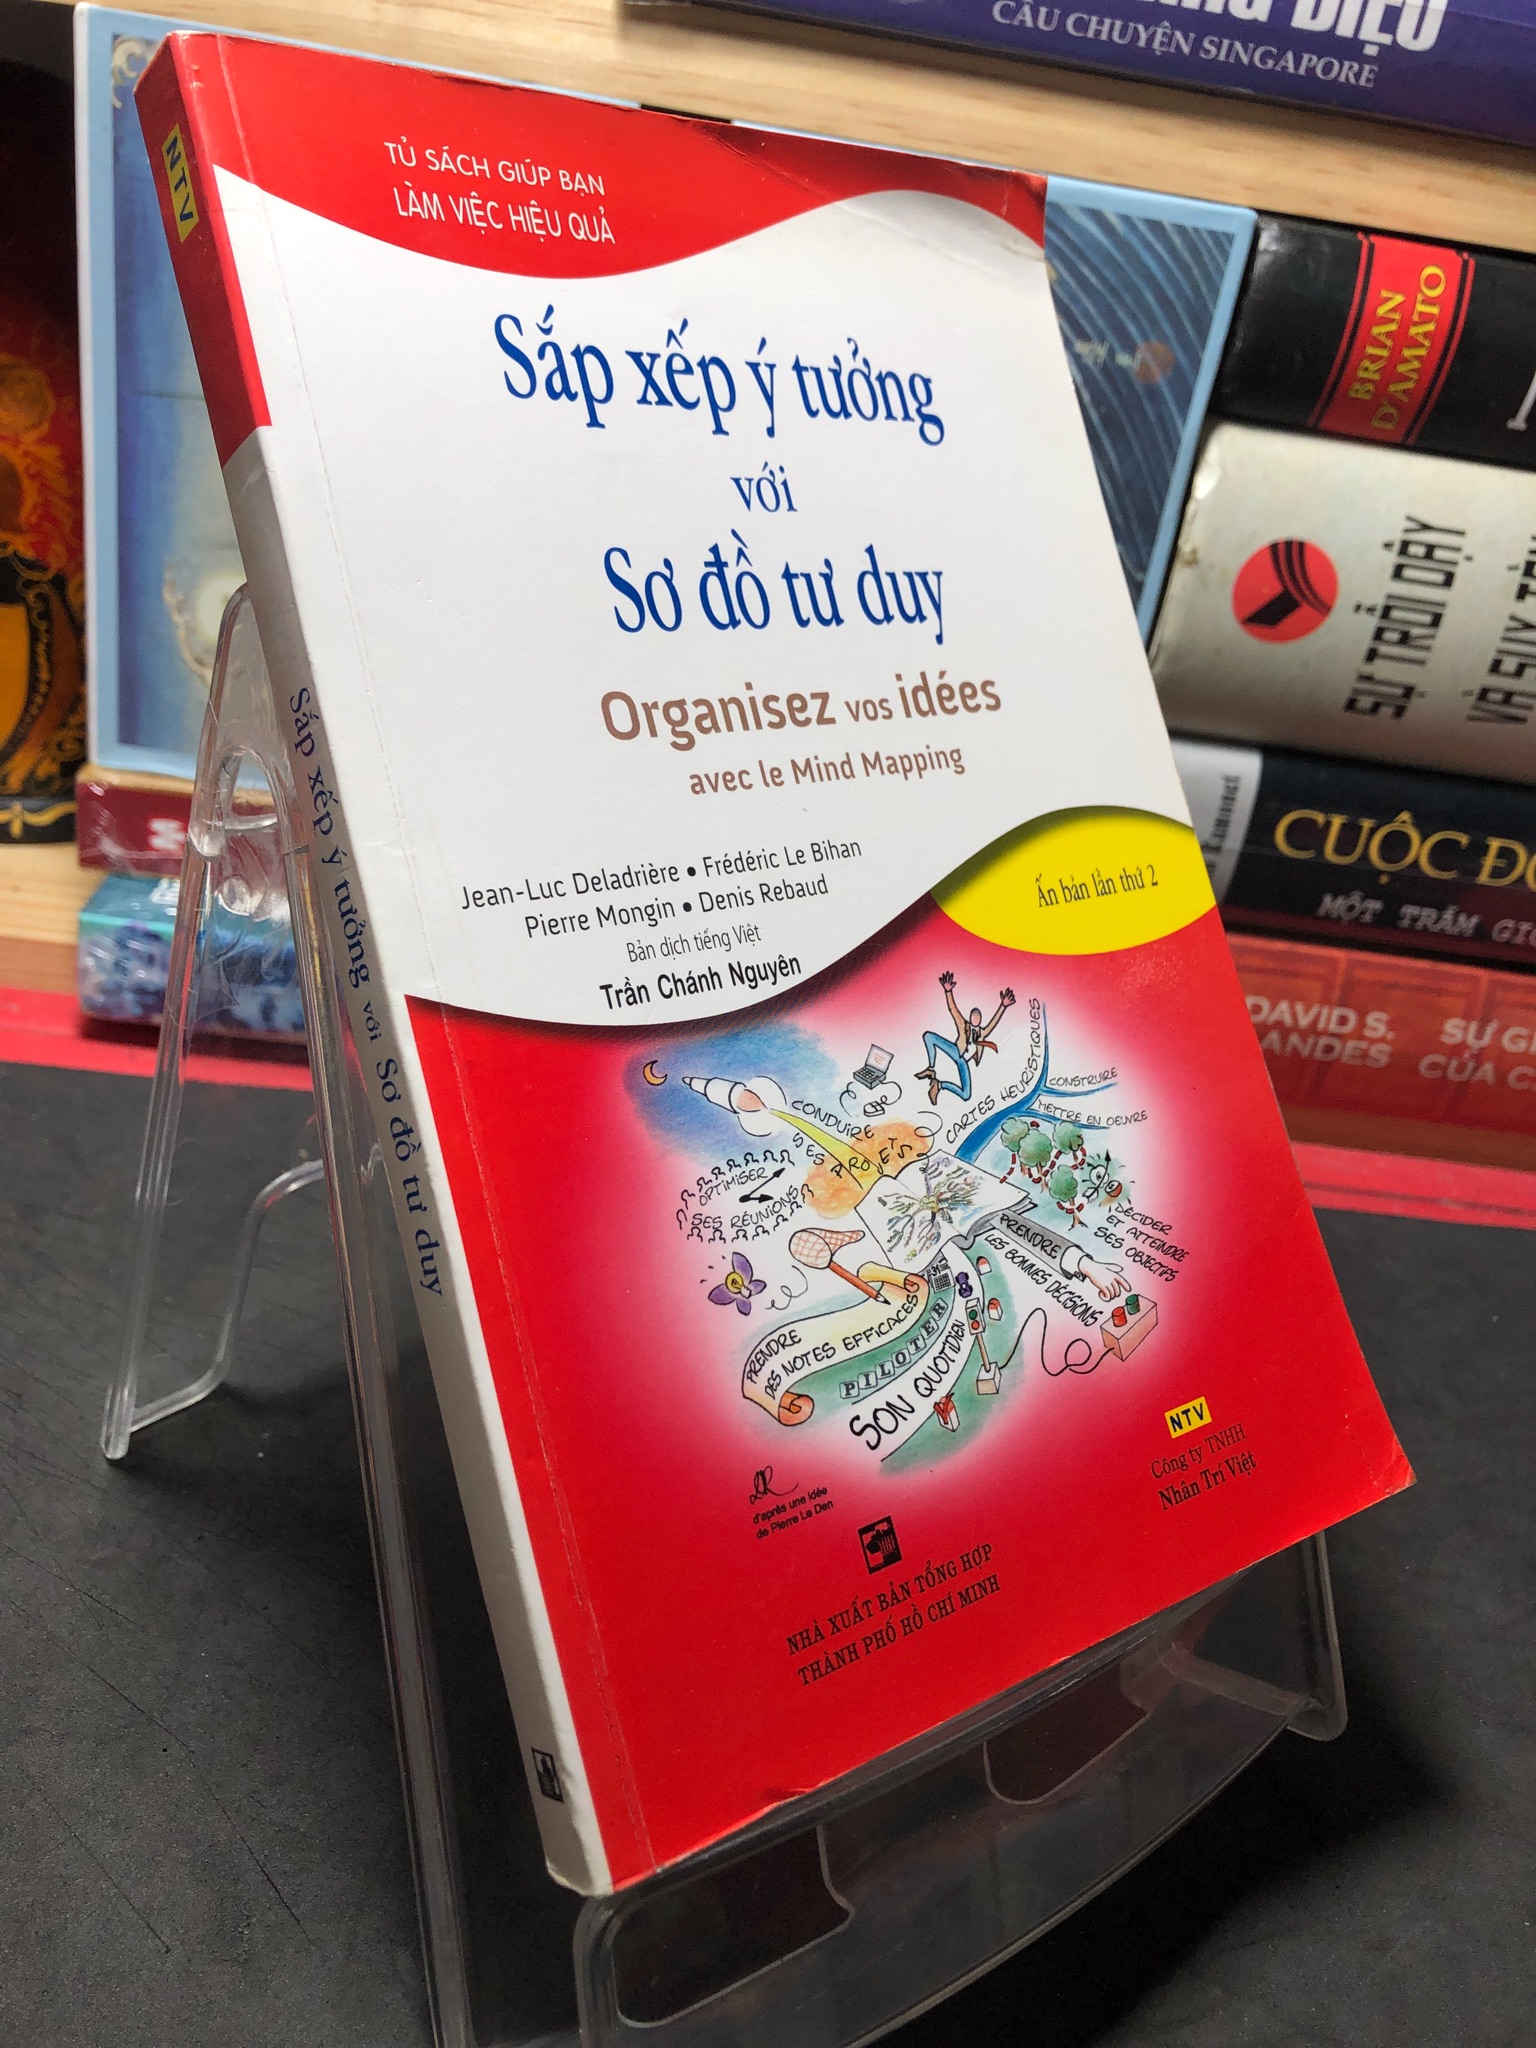 ĐIỆU
CÂU CHUYỆN SINGAPORE
NTV
TỦ SÁCH GIÚP BẠN
LÀM VIỆC HIỆU QUẢ
Sắp xếp ý tưởng
với
Sơ đồ tư duy
Organisez vos idées
avec le Mind Mapping
Jean-Luc Deladrière • Frédéric Le Bihan
Pierre Mongin • Denis Rebaud
Bản dịch tiếng Việt
Trần Chánh Nguyên
Ấn bản lần thứ 2
CONDUIRE
SES PROJETS
CARTES HEURISTIQUES
CONSTRUIRE
METTRE EN OEUVRE
OPTIMISER
SES RÉUNIONS
DÉCIDER
ET ATTEINDRE
SES OBJECTIFS
PRENDRE
LES BONNES DÉCISIONS
PRENDRE
DES NOTES EFFICACES
PILOTER
SON QUOTIDIEN
d'après une idée
de Pierre Le Den
NTV
Công ty TNHH
Nhân Trí Việt
NHÀ XUẤT BẢN TỔNG HỢP
THÀNH PHỐ HỒ CHÍ MINH
Sắp xếp ý tưởng với Sơ đồ tư duy
BRIAN
D'AMATO
SỰ TRỖI DẬY
VÀ SUY
CUỘC
MỘT TRĂM
DAVID S.
ANDES
SỰ
CỦA